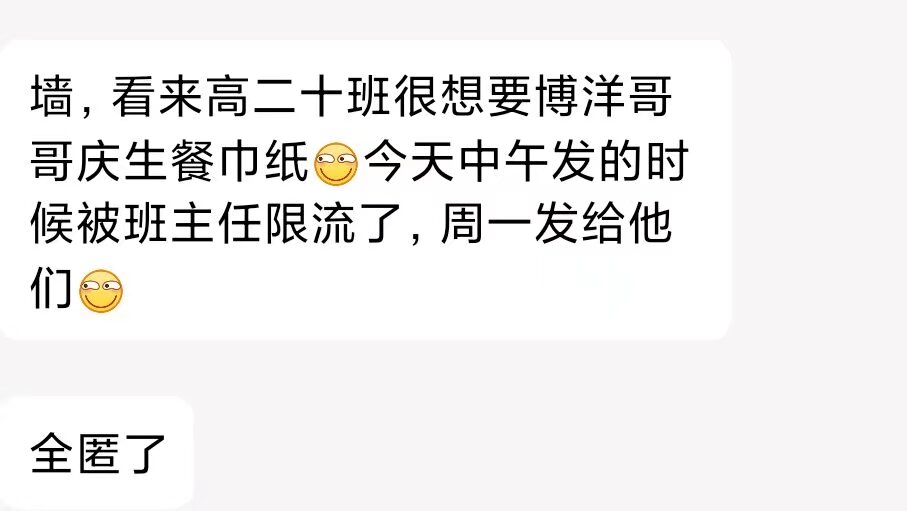 墙，看来高二十班很想要博洋哥
哥庆生餐巾纸今天中午发的时
候被班主任限流了，周一发给他
们
全匿了